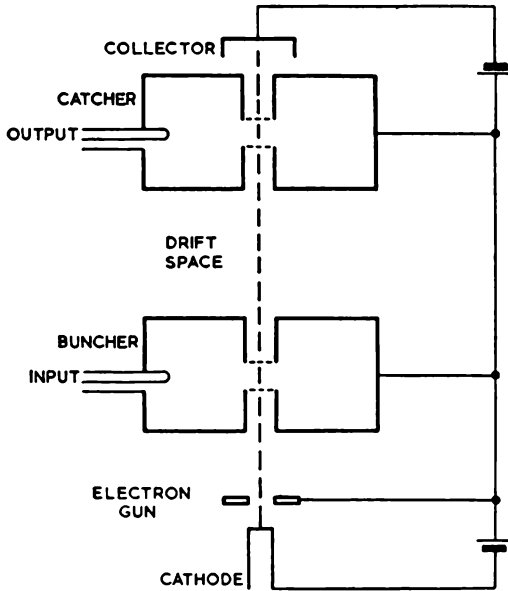 COLLECTOR
CATCHER
OUTPUT
DRIFT
SPACE
BUNCHER
INPUT
ELECTRON
GUN
CATHODE